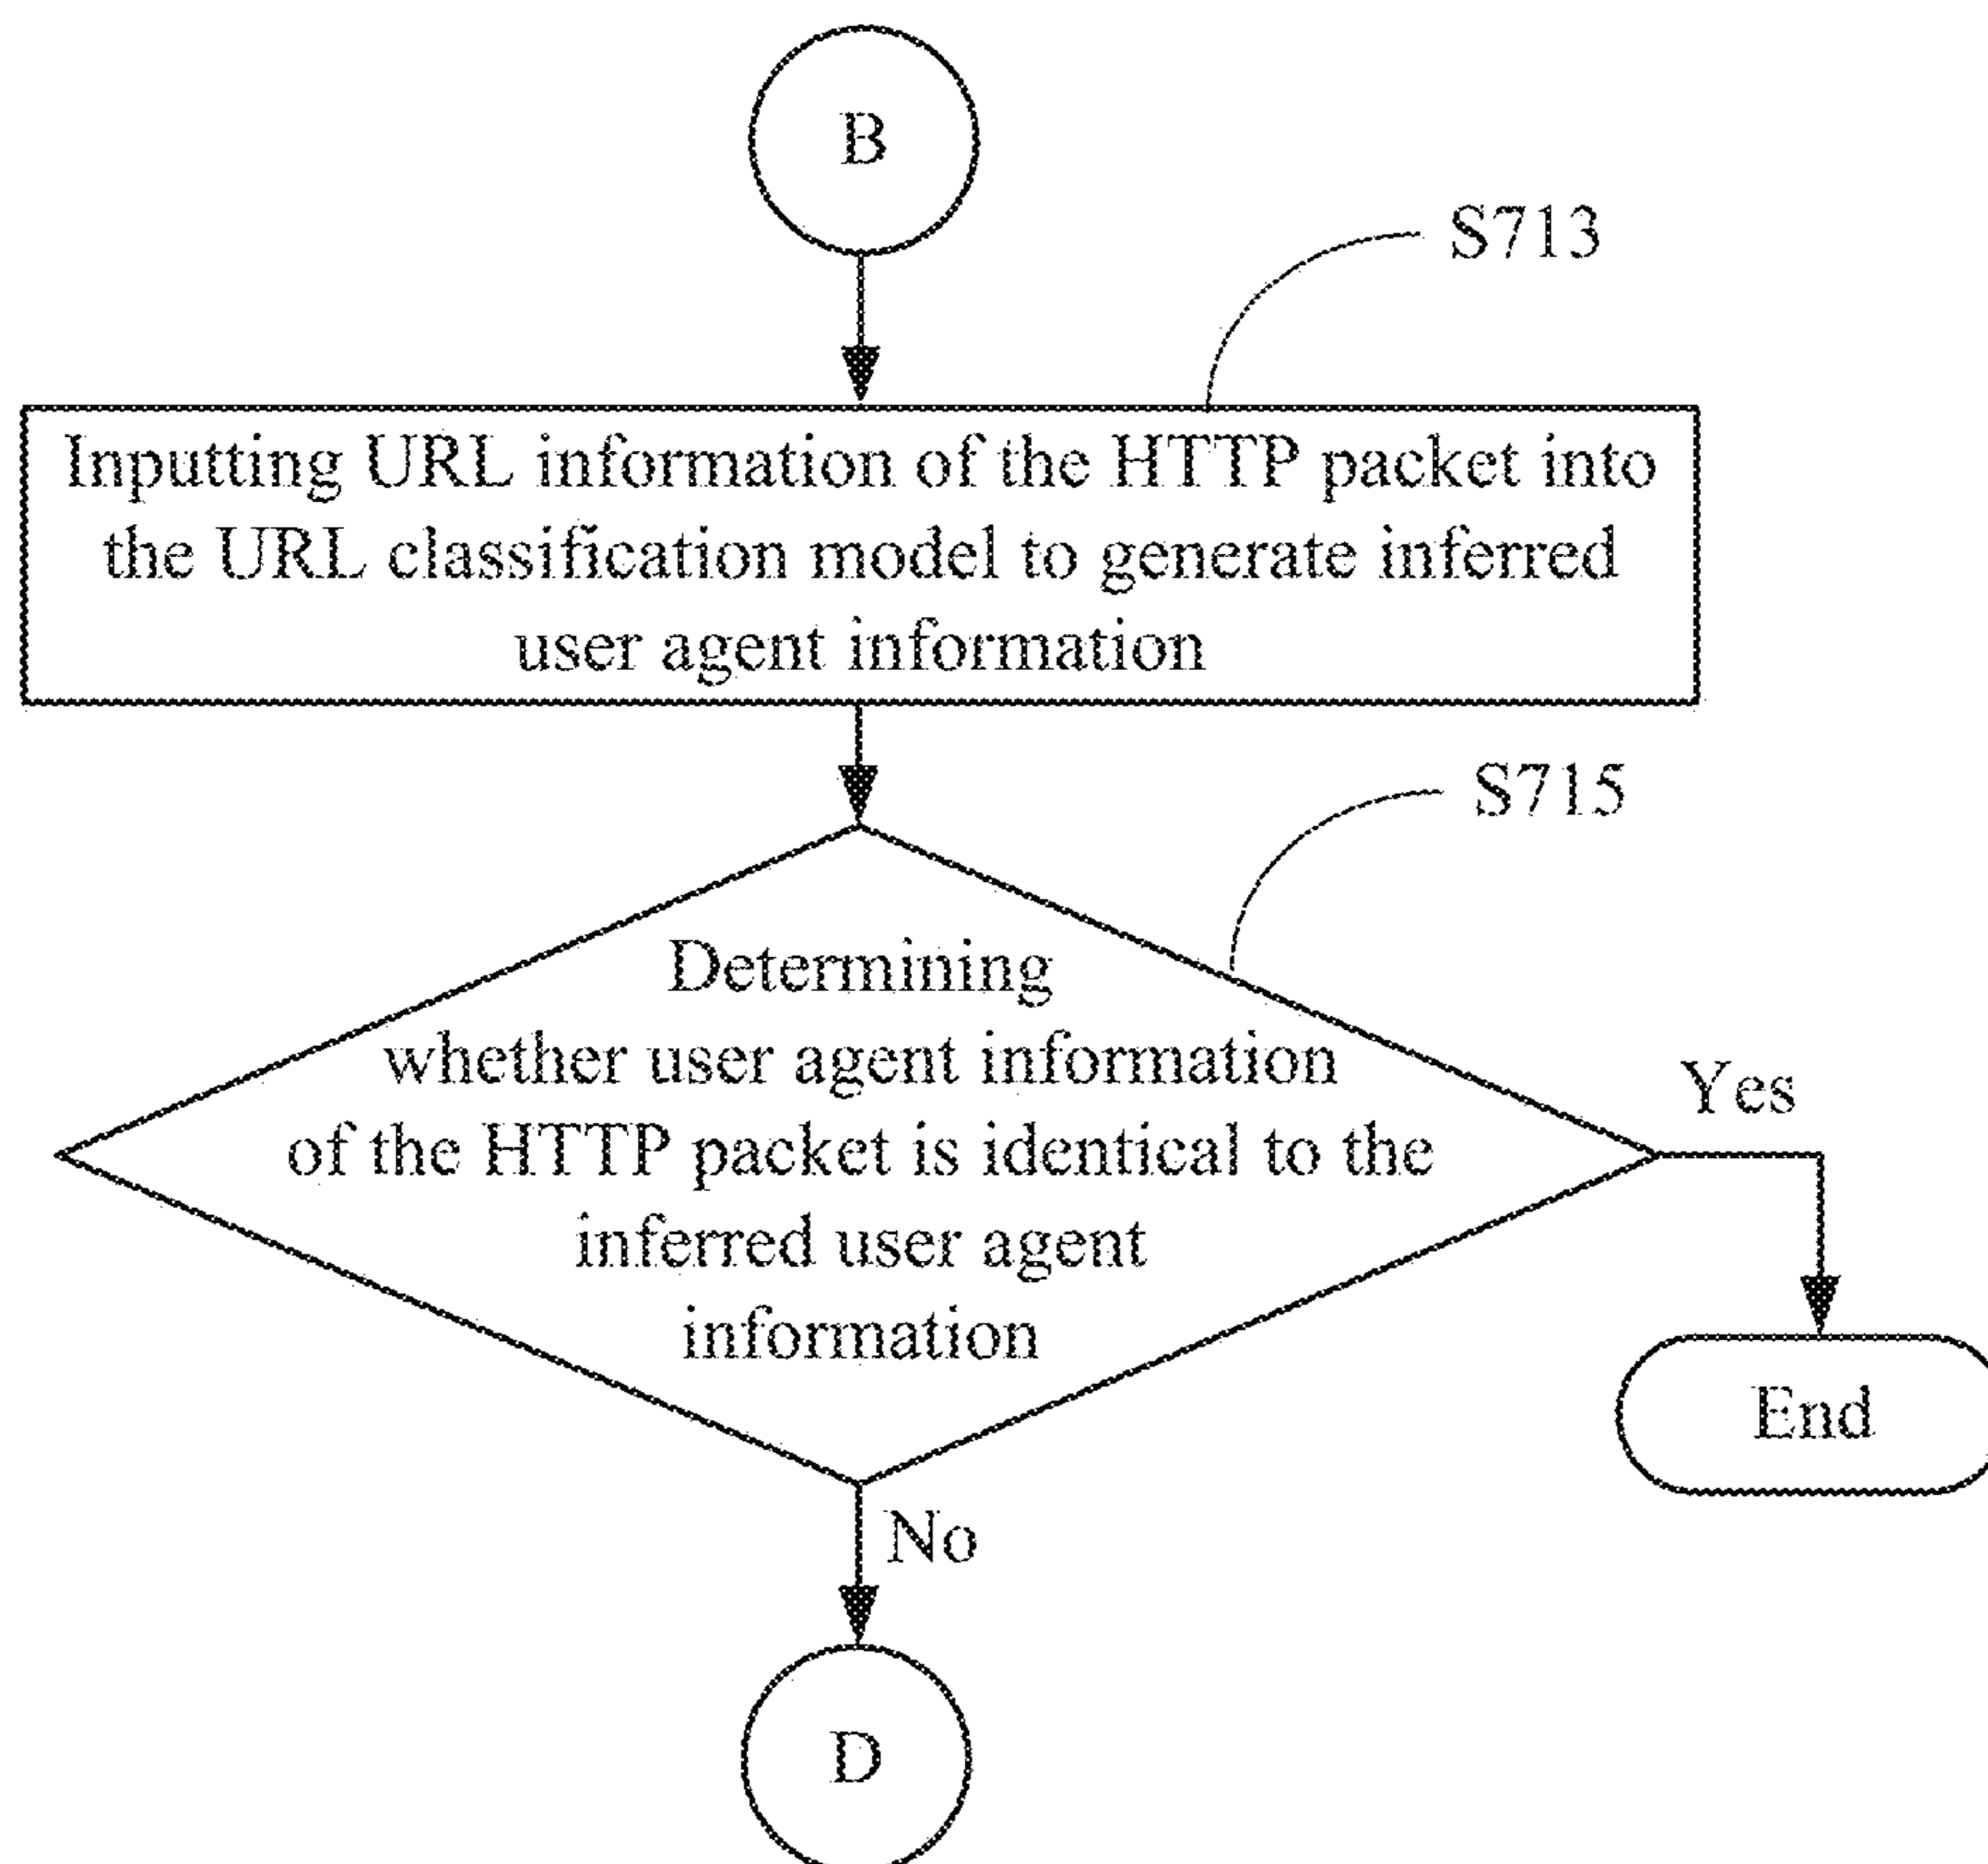 B
S713
Inputting URL information of the HTTP packet into
the URL classification model to generate inferred
user agent information
S715
Determining
whether user agent information
of the HTTP packet is identical to the
inferred user agent
information
Yes
End
No
D